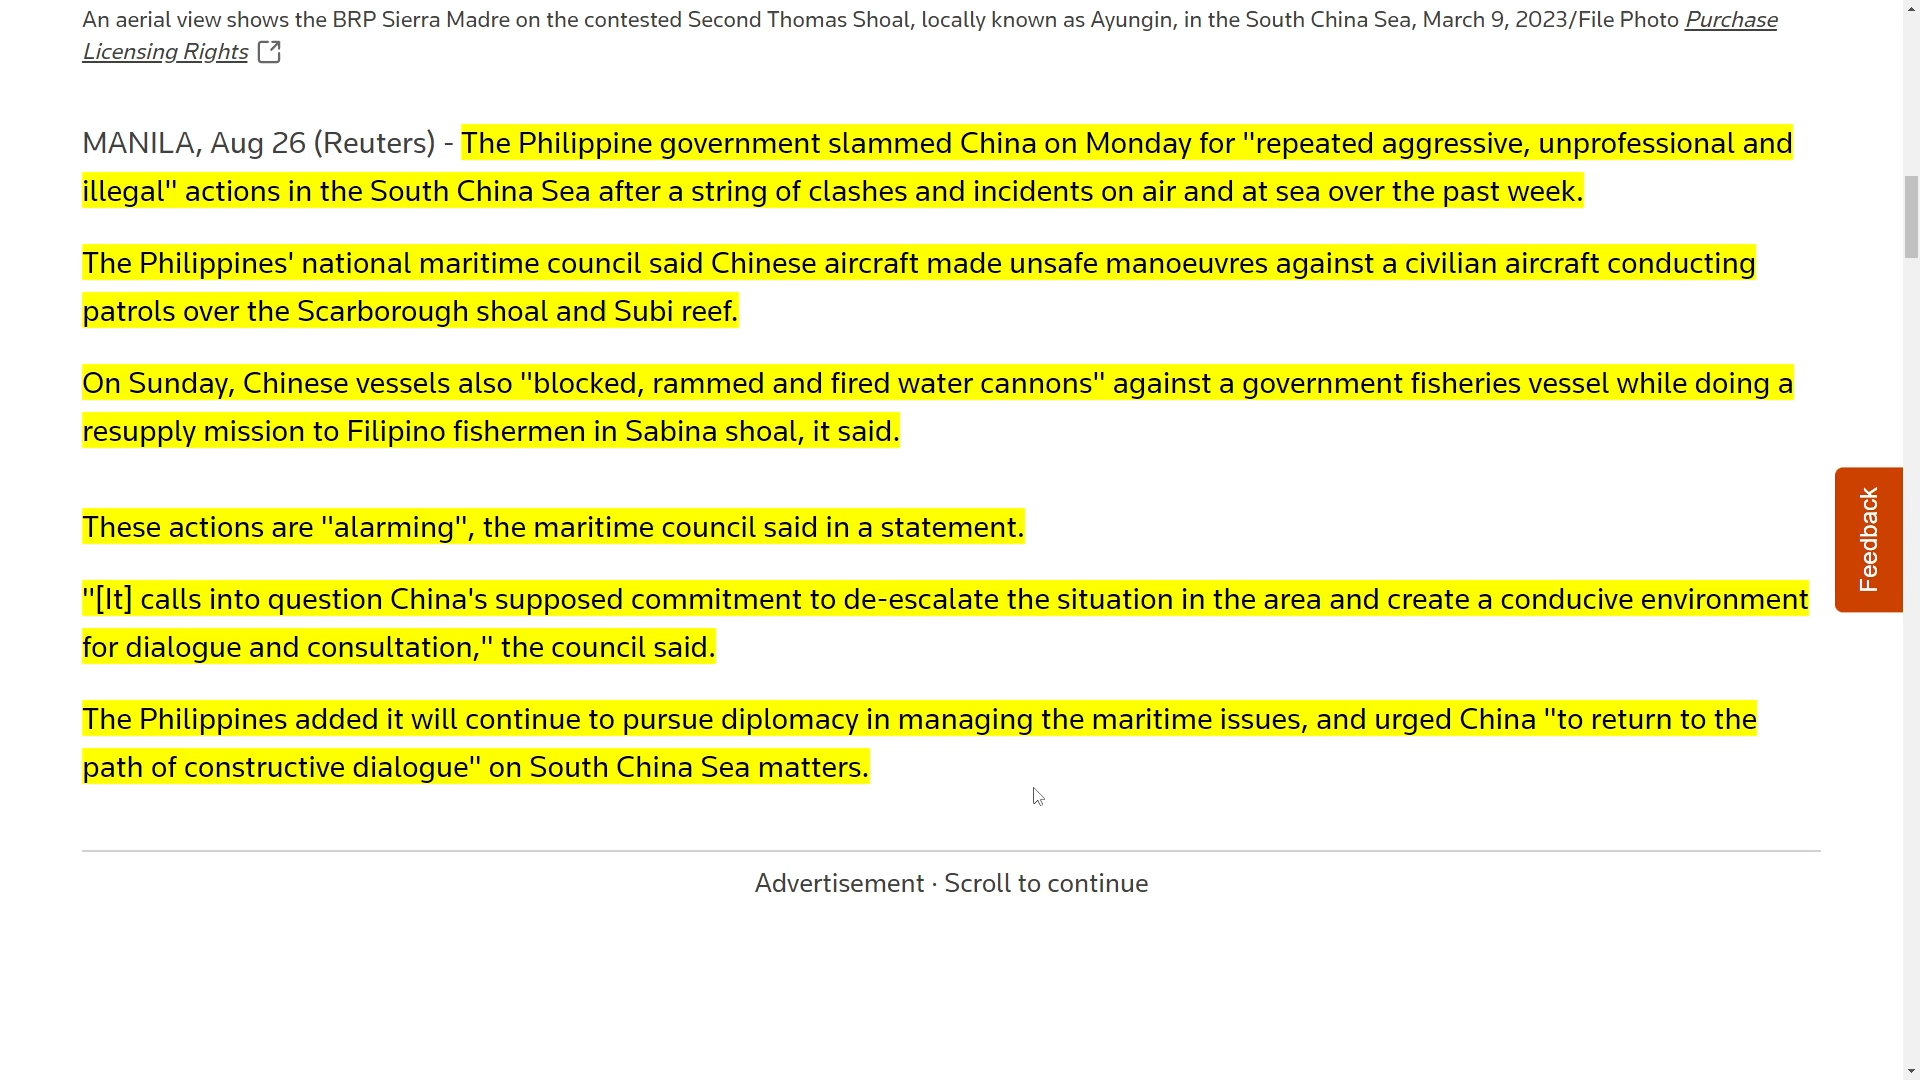 An aerial view shows the BRP Sierra Madre on the contested Second Thomas Shoal, locally known as Ayungin, in the South China Sea, March 9, 2023/File Photo Purchase
Licensing Rights
MANILA, Aug 26 (Reuters) - The Philippine government slammed China on Monday for "repeated aggressive, unprofessional and
illegal" actions in the South China Sea after a string of clashes and incidents on air and at sea over the past week.
The Philippines' national maritime council said Chinese aircraft made unsafe manoeuvres against a civilian aircraft conducting
patrols over the Scarborough shoal and Subi reef.
On Sunday, Chinese vessels also "blocked, rammed and fired water cannons" against a government fisheries vessel while doing a
resupply mission to Filipino fishermen in Sabina shoal, it said.
These actions are "alarming", the maritime council said in a statement.
"[It] calls into question China's supposed commitment to de-escalate the situation in the area and create a conducive environment
for dialogue and consultation," the council said.
The Philippines added it will continue to pursue diplomacy in managing the maritime issues, and urged China "to return to the
path of constructive dialogue" on South China Sea matters.
Advertisement · Scroll to continue
Feedback